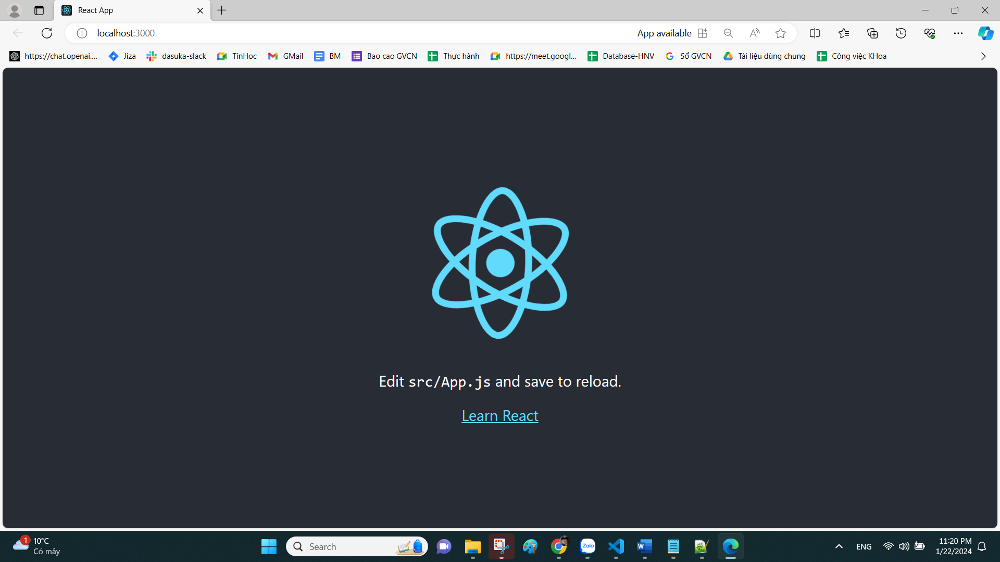 React App
localhost:3000
App available
https://chat.openai....
Jiza
dasuka-slack
TinHoc
GMail
BM
Bao cao GVCN
Thực hành
https://meet.googl...
Database-HNV
Sổ GVCN
Tài liệu dùng chung
Công việc KHoa
Edit src/App.js and save to reload.
Learn React
1
10°C
Có mây
Search
Zalo
W
ENG
11:20 PM
1/22/2024